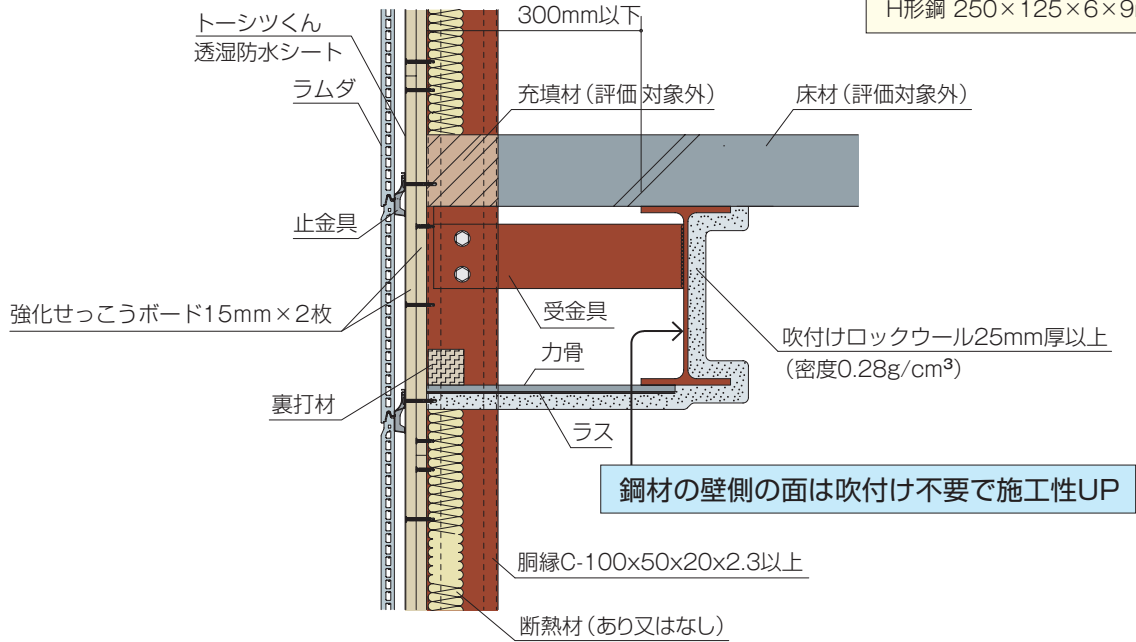 H形鋼 250×125×6×9
トーシツくん
透湿防水シート
300mm以下
ラムダ
充填材（評価対象外）
床材（評価対象外）
止金具
強化せっこうボード15mm×2枚
受金具
吹付けロックウール25mm厚以上
（密度0.28g/cm³）
力骨
裏打材
ラス
鋼材の壁側の面は吹付け不要で施工性UP
胴縁C-100x50x20x2.3以上
断熱材（あり又はなし）